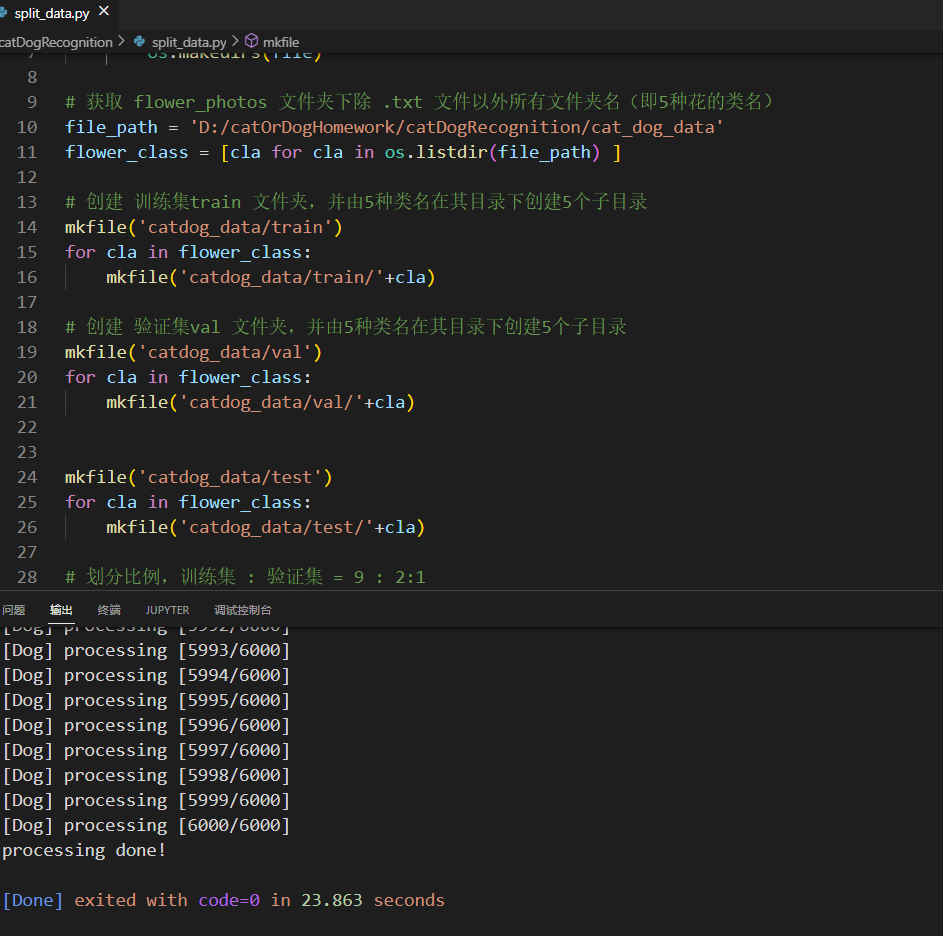 split_data.py ×
catDogRecognition > split_data.py > mkfile
7 os.makedirs(file)
8
9 # 获取 flower_photos 文件夹下除 .txt 文件以外所有文件夹名（即5种花的类名）
10 file_path = 'D:/catOrDogHomework/catDogRecognition/cat_dog_data'
11 flower_class = [cla for cla in os.listdir(file_path) ]
12
13 # 创建 训练集train 文件夹，并由5种类名在其目录下创建5个子目录
14 mkfile('catdog_data/train')
15 for cla in flower_class:
16 mkfile('catdog_data/train/'+cla)
17
18 # 创建 验证集val 文件夹，并由5种类名在其目录下创建5个子目录
19 mkfile('catdog_data/val')
20 for cla in flower_class:
21 mkfile('catdog_data/val/'+cla)
22
23
24 mkfile('catdog_data/test')
25 for cla in flower_class:
26 mkfile('catdog_data/test/'+cla)
27
28 # 划分比例，训练集 : 验证集 = 9 : 2:1
问题 输出 终端 JUPYTER 调试控制台
[Dog] processing [5992/6000]
[Dog] processing [5993/6000]
[Dog] processing [5994/6000]
[Dog] processing [5995/6000]
[Dog] processing [5996/6000]
[Dog] processing [5997/6000]
[Dog] processing [5998/6000]
[Dog] processing [5999/6000]
[Dog] processing [6000/6000]
processing done!
[Done] exited with code=0 in 23.863 seconds